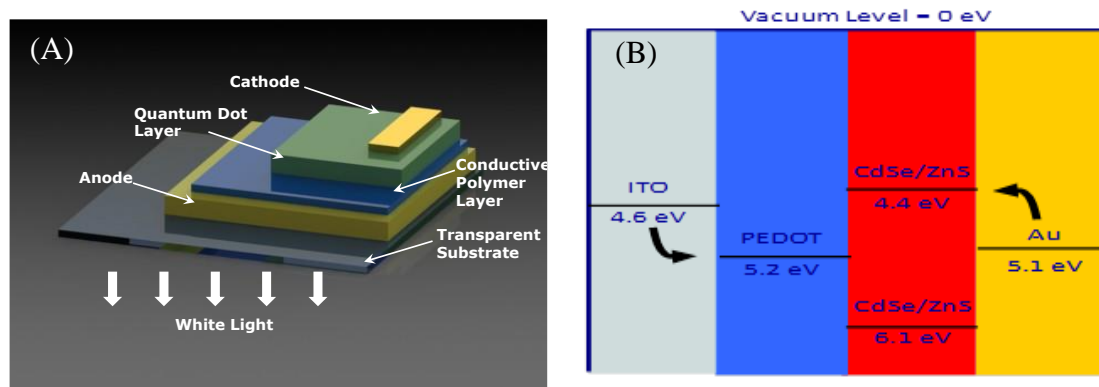 (A)
Cathode
Quantum Dot
Layer
Anode
Conductive
Polymer
Layer
Transparent
Substrate
White Light
Vacuum Level = 0 eV
(B)
ITO
4.6 eV
PEDOT
5.2 eV
CdSe/ZnS
4.4 eV
CdSe/ZnS
6.1 eV
Au
5.1 eV